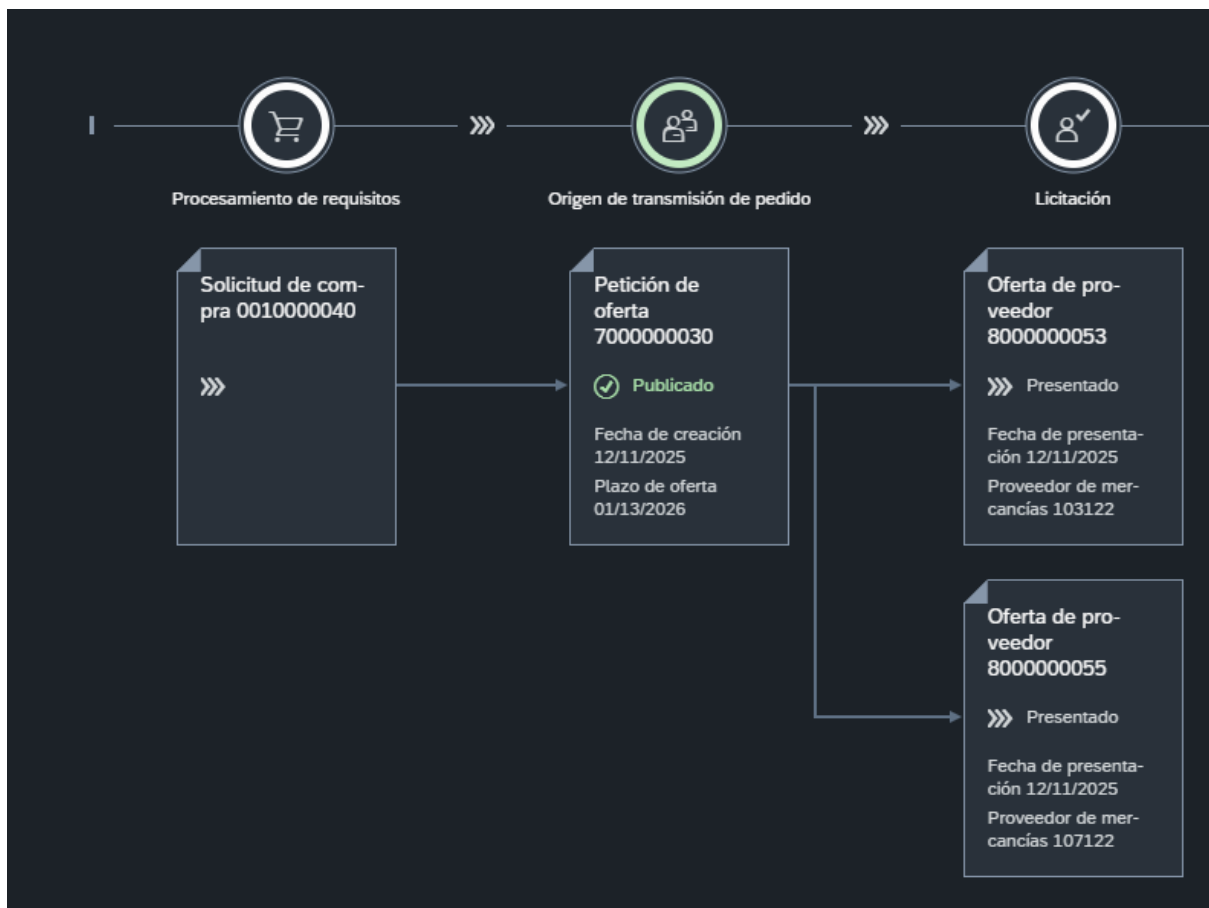 Procesamiento de requisitos
Origen de transmisión de pedido
Licitación
Solicitud de com-
pra 0010000040
Petición de
oferta
7000000030
Publicado
Fecha de creación
12/11/2025
Plazo de oferta
01/13/2026
Oferta de pro-
veedor
8000000053
Presentado
Fecha de presenta-
ción 12/11/2025
Proveedor de mer-
cancías 103122
Oferta de pro-
veedor
8000000055
Presentado
Fecha de presenta-
ción 12/11/2025
Proveedor de mer-
cancías 107122